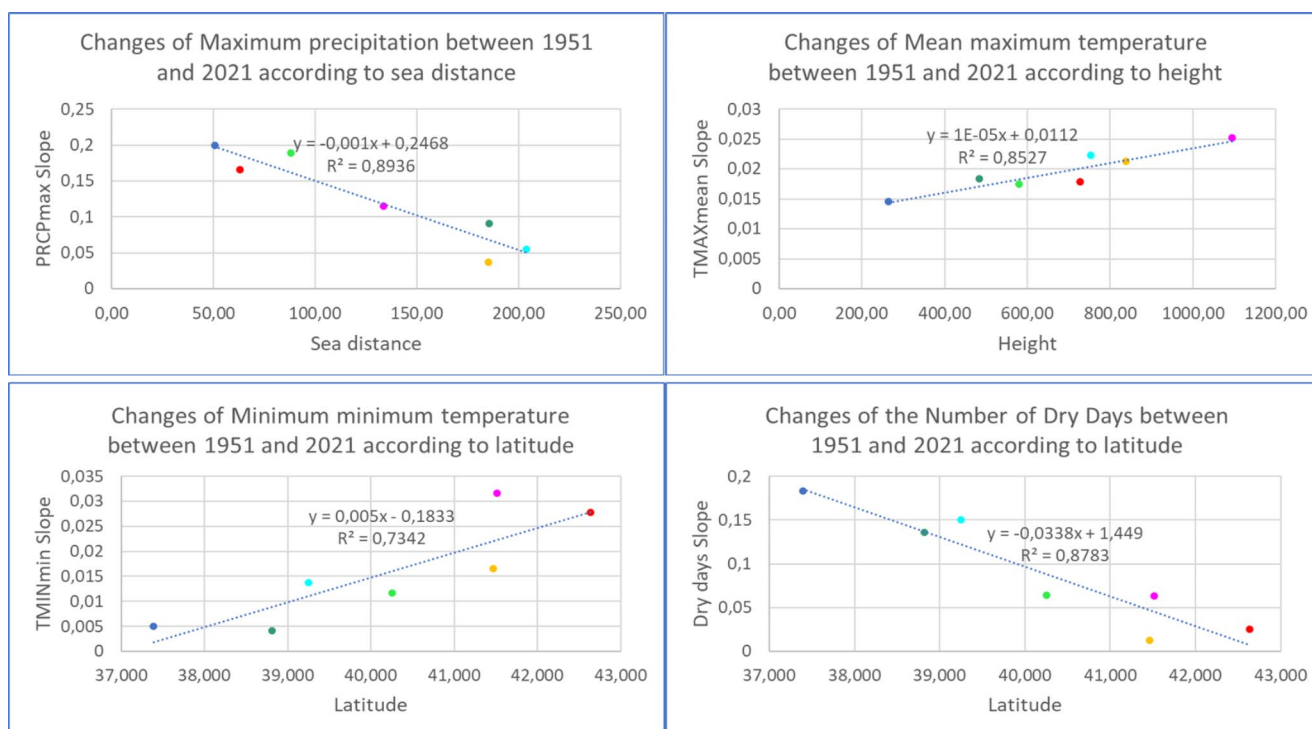 Changes of Maximum precipitation between 1951
and 2021 according to sea distance
PRCPmax Slope
0,25
0,2
0,15
0,1
0,05
0
y = -0,001x + 0,2468
R² = 0,8936
0,00 50,00 100,00 150,00 200,00 250,00
Sea distance
Changes of Mean maximum temperature
between 1951 and 2021 according to height
TMAXmean Slope
0,03
0,025
0,02
0,015
0,01
0,005
0
y = 1E-05x + 0,0112
R² = 0,8527
0,00 200,00 400,00 600,00 800,00 1000,00 1200,00
Height
Changes of Minimum minimum temperature
between 1951 and 2021 according to latitude
TMINmin Slope
0,035
0,03
0,025
0,02
0,015
0,01
0,005
0
y = 0,005x - 0,1833
R² = 0,7342
37,000 38,000 39,000 40,000 41,000 42,000 43,000
Latitude
Changes of the Number of Dry Days between
1951 and 2021 according to latitude
Dry days Slope
0,2
0,15
0,1
0,05
0
y = -0,0338x + 1,449
R² = 0,8783
37,000 38,000 39,000 40,000 41,000 42,000 43,000
Latitude